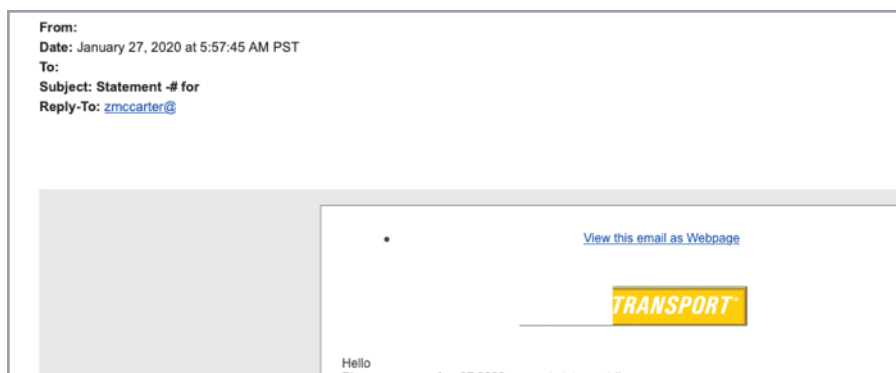 From:
Date: January 27, 2020 at 5:57:45 AM PST
To:
Subject: Statement -# for
Reply-To: zmccarter@
• View this email as Webpage
TRANSPORT
Hello